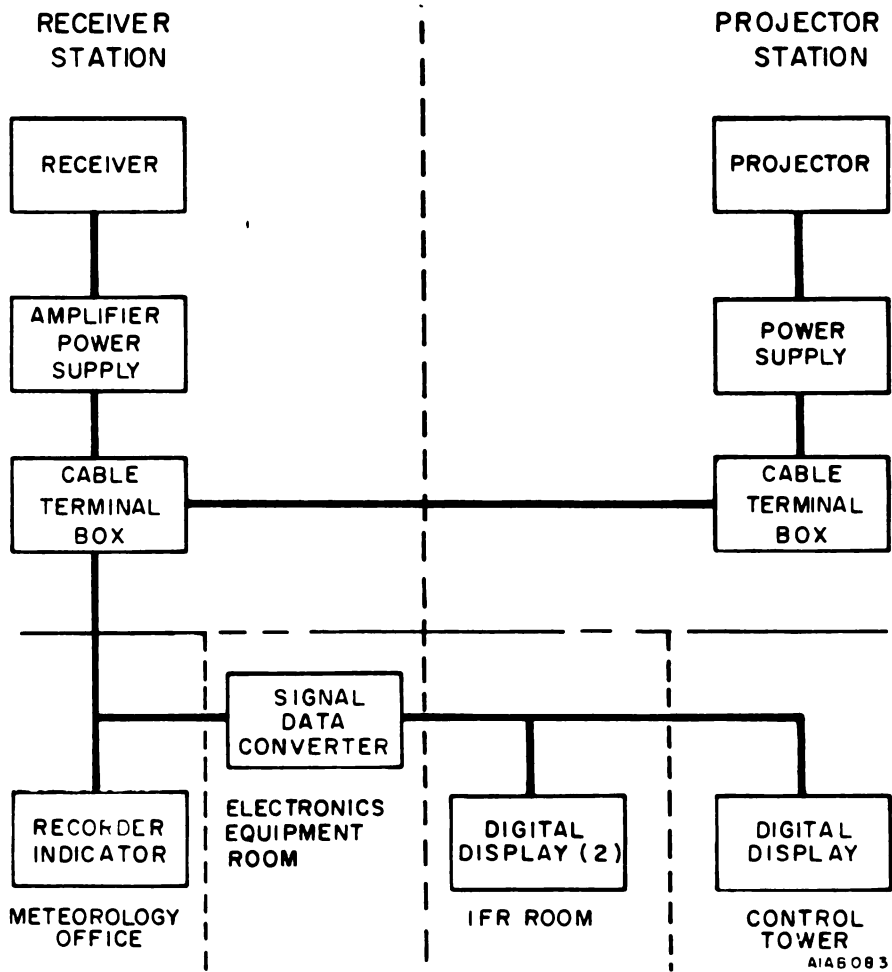 RECEIVER
STATION
PROJECTOR
STATION
RECEIVER
PROJECTOR
AMPLIFIER
POWER
SUPPLY
POWER
SUPPLY
CABLE
TERMINAL
BOX
CABLE
TERMINAL
BOX
SIGNAL
DATA
CONVERTER
RECORDER
INDICATOR
ELECTRONICS
EQUIPMENT
ROOM
DIGITAL
DISPLAY (2)
DIGITAL
DISPLAY
METEOROLOGY
OFFICE
IFR ROOM
CONTROL
TOWER
A1A6083